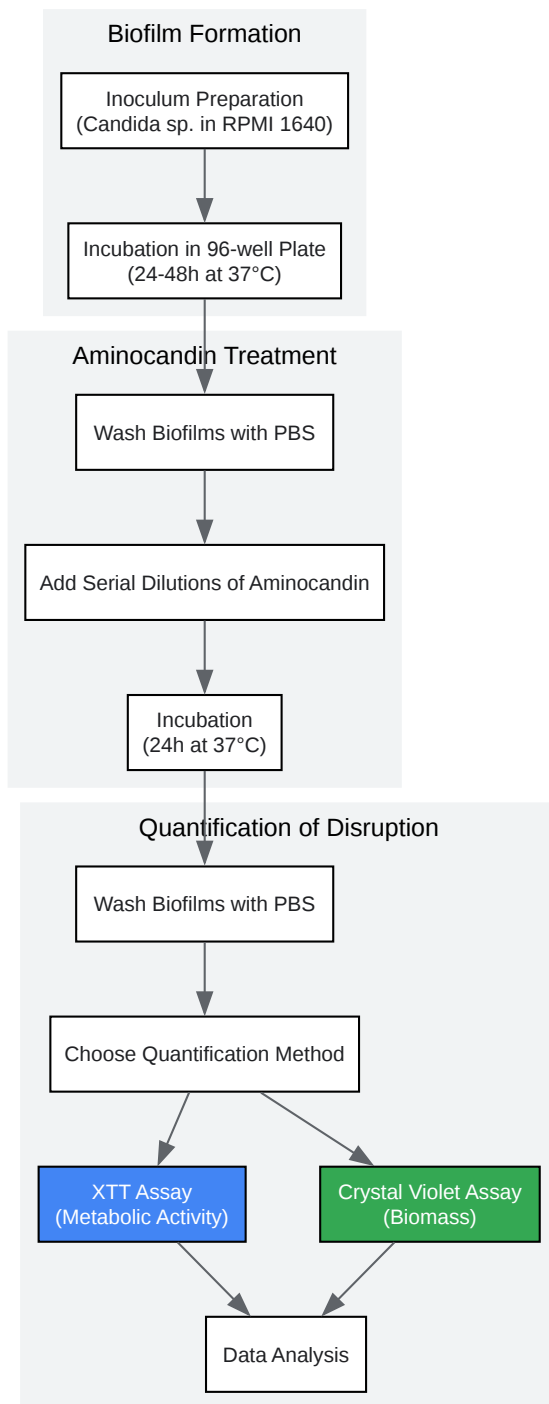 Biofilm Formation
Inoculum Preparation
(Candida sp. in RPMI 1640)
Incubation in 96-well Plate
(24-48h at 37°C)
Aminocandin Treatment
Wash Biofilms with PBS
Add Serial Dilutions of Aminocandin
Incubation
(24h at 37°C)
Quantification of Disruption
Wash Biofilms with PBS
Choose Quantification Method
XTT Assay
(Metabolic Activity)
Crystal Violet Assay
(Biomass)
Data Analysis